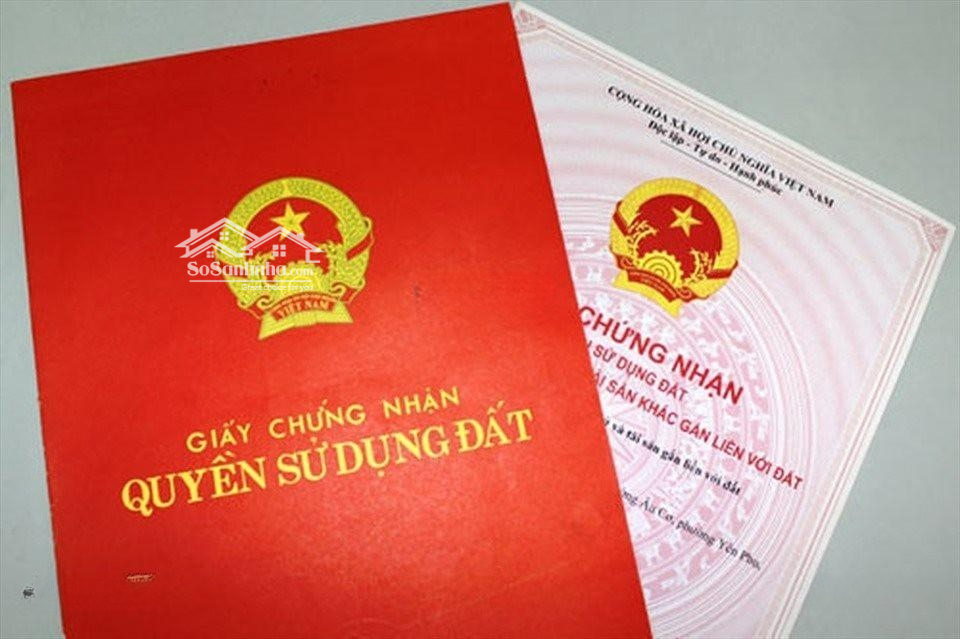 VIỆT NAM
GIẤY CHỨNG NHẬN
QUYỀN SỬ DỤNG ĐẤT
SoSanhnha.com
CỘNG HÒA XÃ HỘI CHỦ NGHĨA VIỆT NAM
Độc lập - Tự do - Hạnh phúc
CHỨNG NHẬN
SỬ DỤNG ĐẤT
SẢN KHÁC GẮN LIỀN VỚI ĐẤT
và tài sản gắn liền với đất
Âu Cơ, phường Yên Phụ,